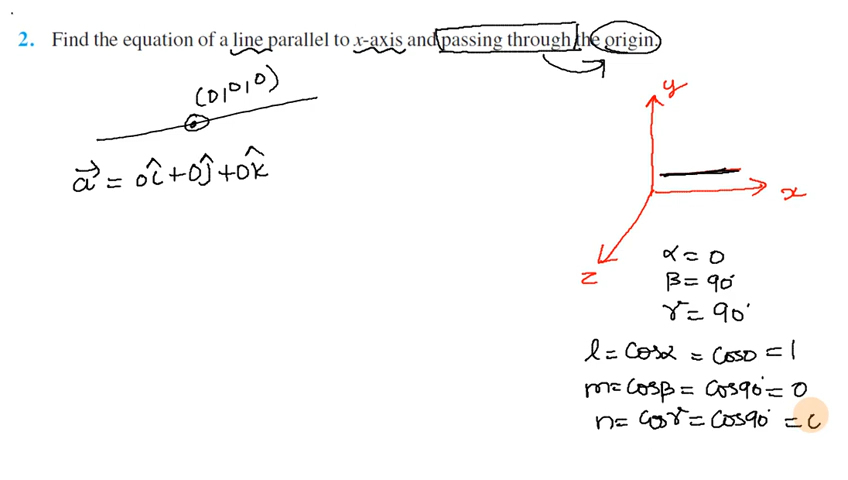 2. Find the equation of a line parallel to x-axis and passing through the origin.
(0,0,0)
a⃗ = 0î+0ĵ+0k̂
y
x
z
α = 0
β = 90°
γ = 90°
l = cosα = cos0 = 1
m = cosβ = cos90° = 0
n = cosγ = cos90° = 0